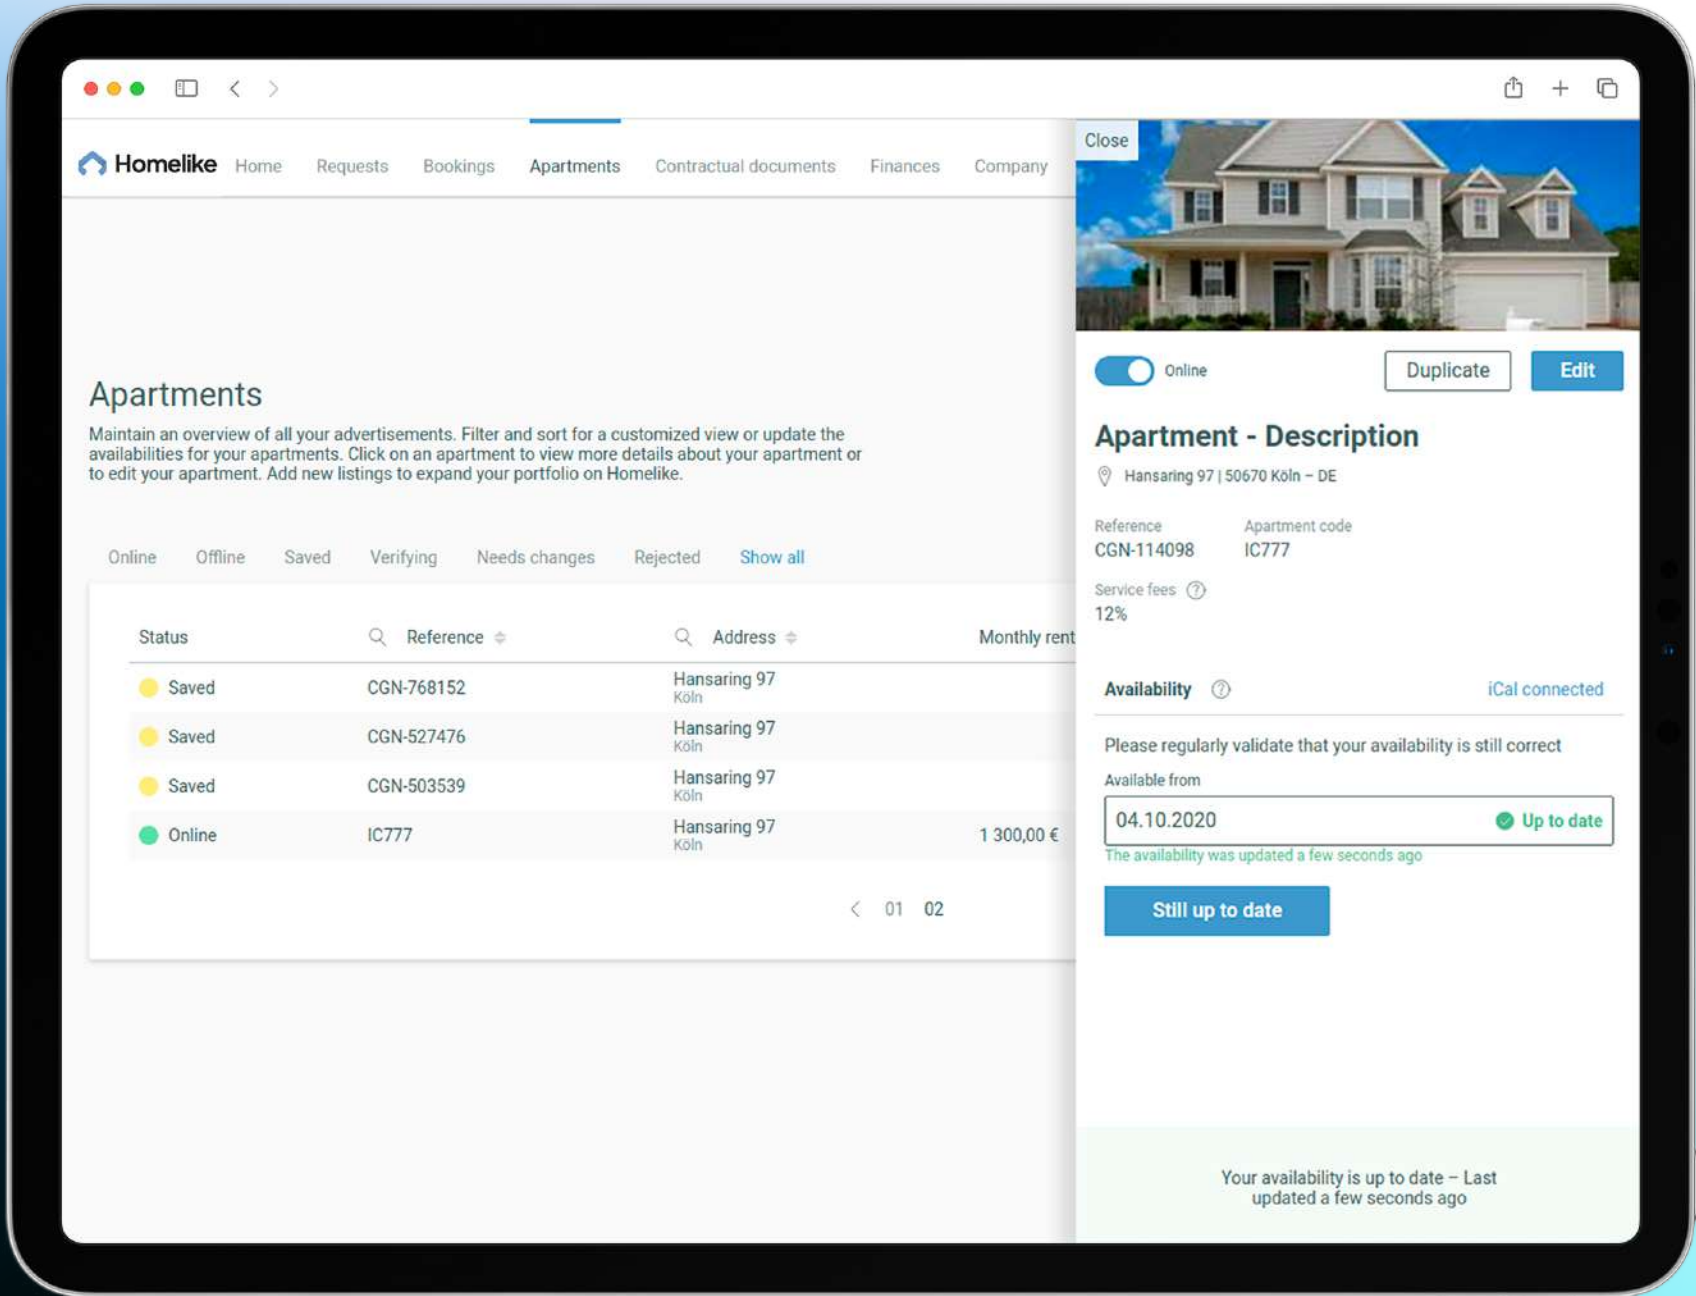 Homelike
Home
Requests
Bookings
Apartments
Contractual documents
Finances
Company
Apartments
Maintain an overview of all your advertisements. Filter and sort for a customized view or update the
availabilities for your apartments. Click on an apartment to view more details about your apartment or
to edit your apartment. Add new listings to expand your portfolio on Homelike.
Online
Offline
Saved
Verifying
Needs changes
Rejected
Show all
Status
Reference
Address
Monthly rent
Saved
CGN-768152
Hansaring 97
Köln
Saved
CGN-527476
Hansaring 97
Köln
Saved
CGN-503539
Hansaring 97
Köln
Online
IC777
Hansaring 97
Köln
1 300,00 €
01
02
Close
Online
Duplicate
Edit
Apartment - Description
Hansaring 97 | 50670 Köln – DE
Reference
Apartment code
CGN-114098
IC777
Service fees ?
12%
Availability ?
iCal connected
Please regularly validate that your availability is still correct
Available from
04.10.2020
Up to date
The availability was updated a few seconds ago
Still up to date
Your availability is up to date – Last
updated a few seconds ago